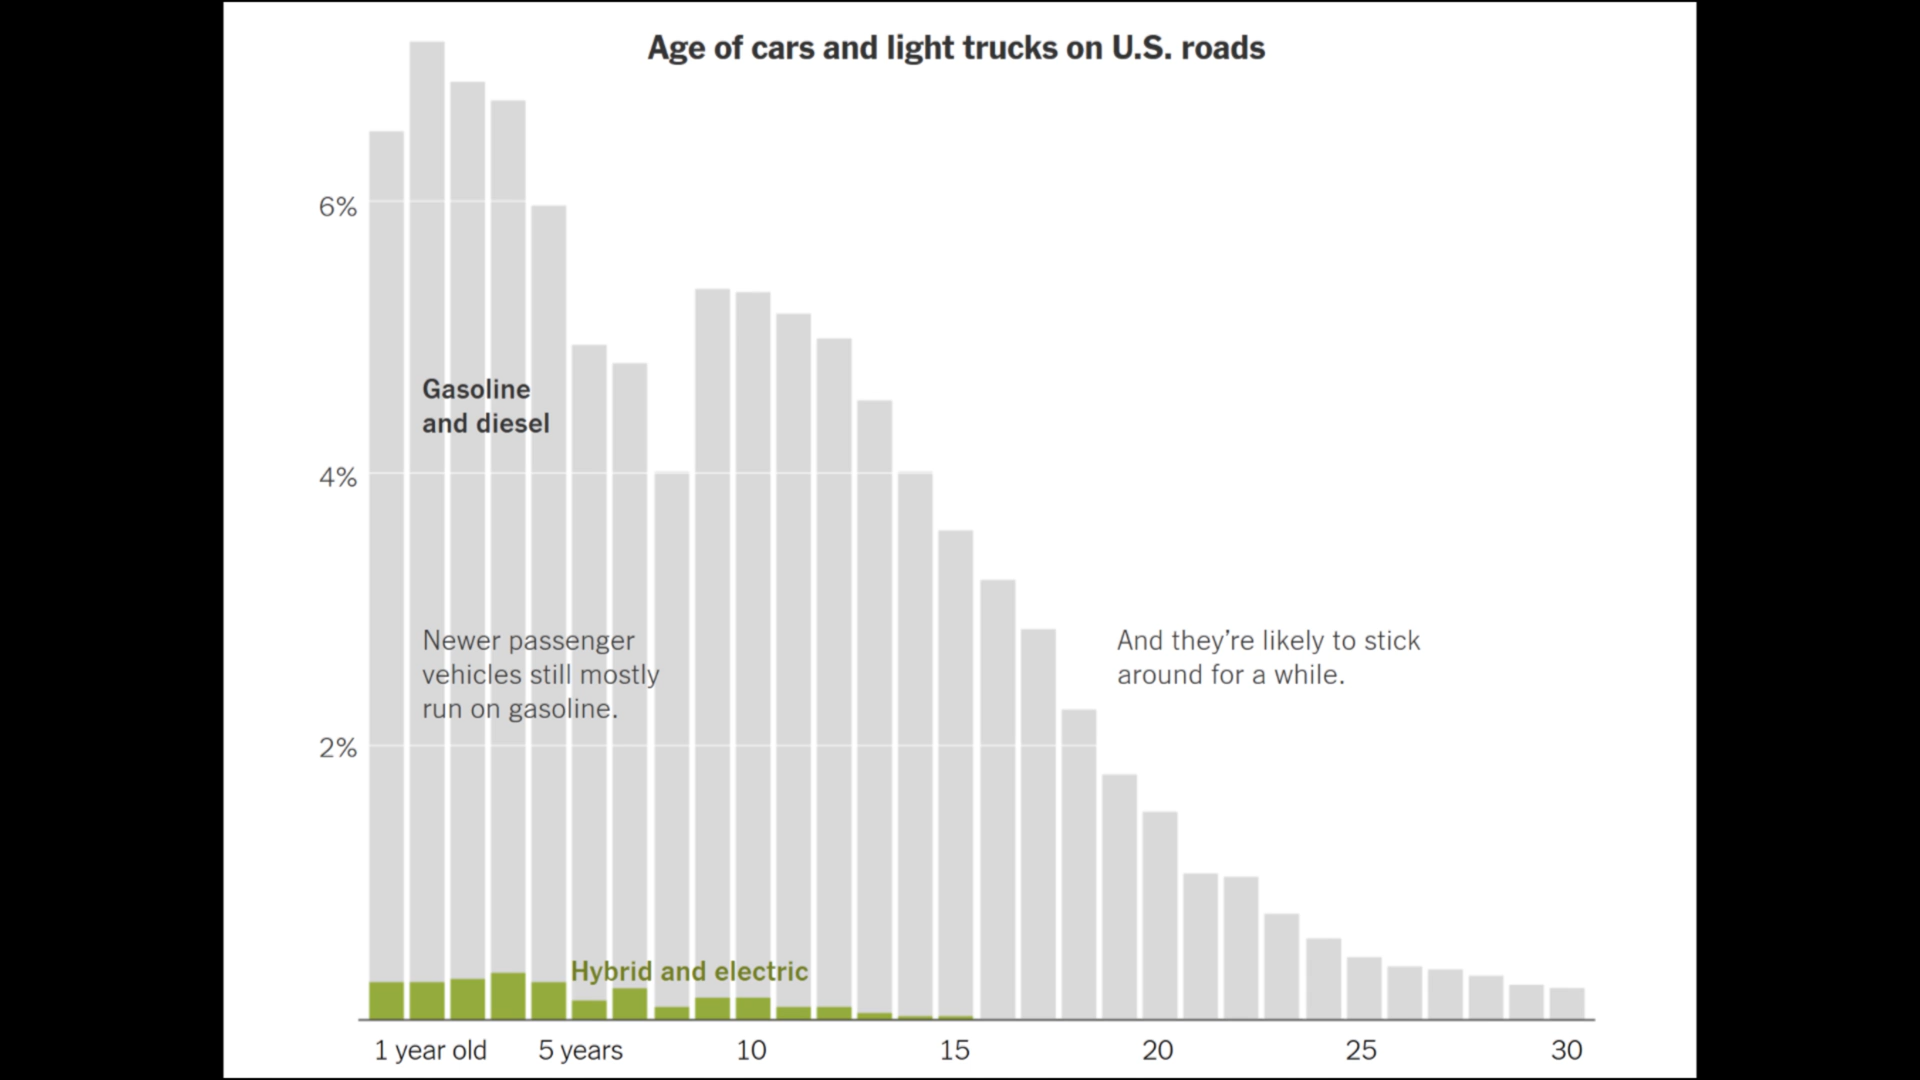 Age of cars and light trucks on U.S. roads
6%
Gasoline
and diesel
4%
Newer passenger
vehicles still mostly
run on gasoline.
And they're likely to stick
around for a while.
2%
Hybrid and electric
1 year old
5 years
10
15
20
25
30